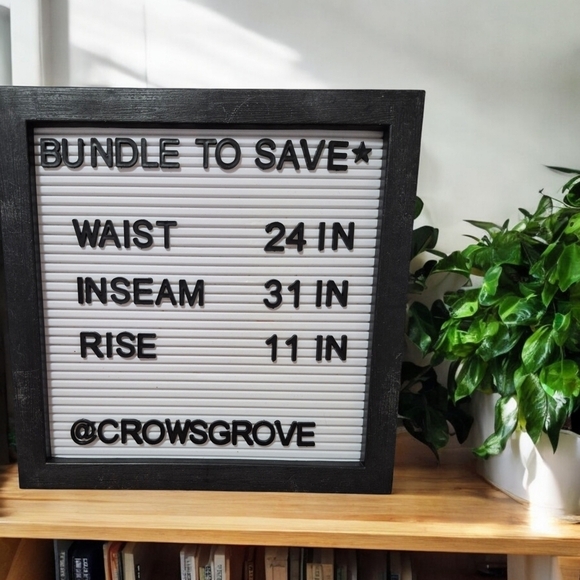 BUNDLE TO SAVE★
WAIST 24 IN
INSEAM 31 IN
RISE 11 IN
@CROWSGROVE